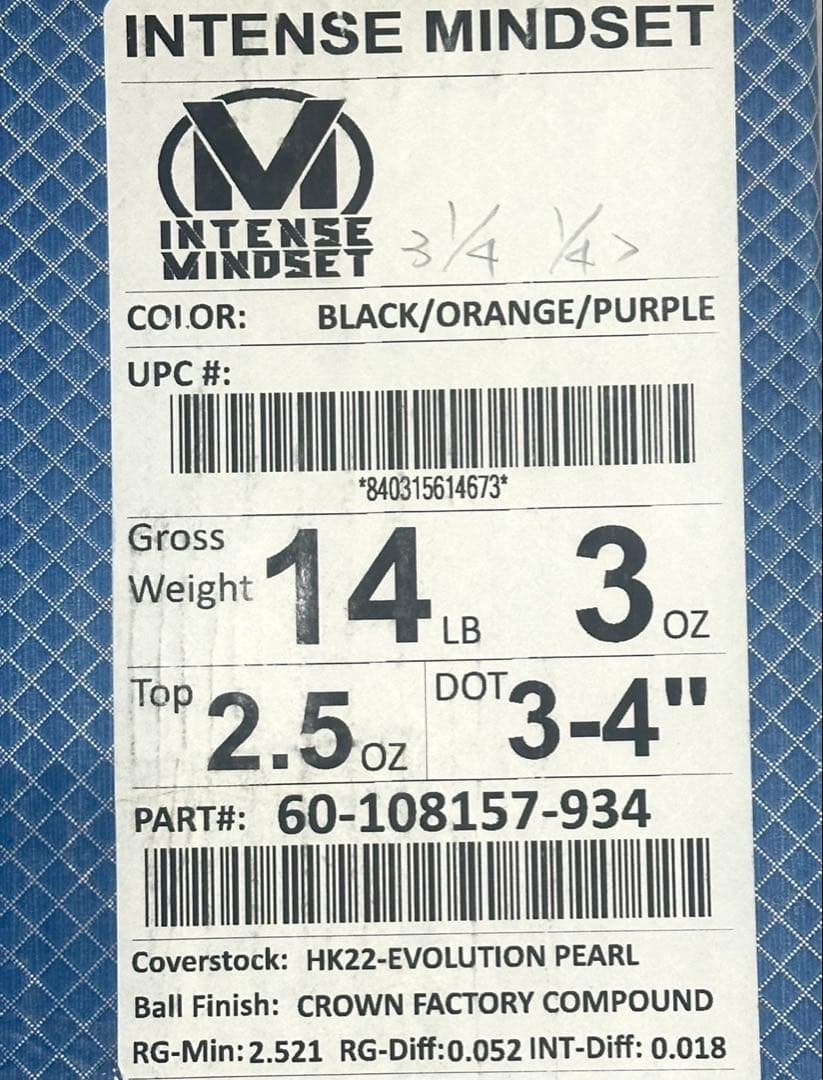 INTENSE MINDSET
INTENSE
MINDSET
3 1/4 1/4 >
COLOR: BLACK/ORANGE/PURPLE
UPC #:
*840315614673*
Gross Weight 14 LB 3 OZ
Top 2.5 OZ DOT 3-4"
PART#: 60-108157-934
Coverstock: HK22-EVOLUTION PEARL
Ball Finish: CROWN FACTORY COMPOUND
RG-Min: 2.521 RG-Diff: 0.052 INT-Diff: 0.018